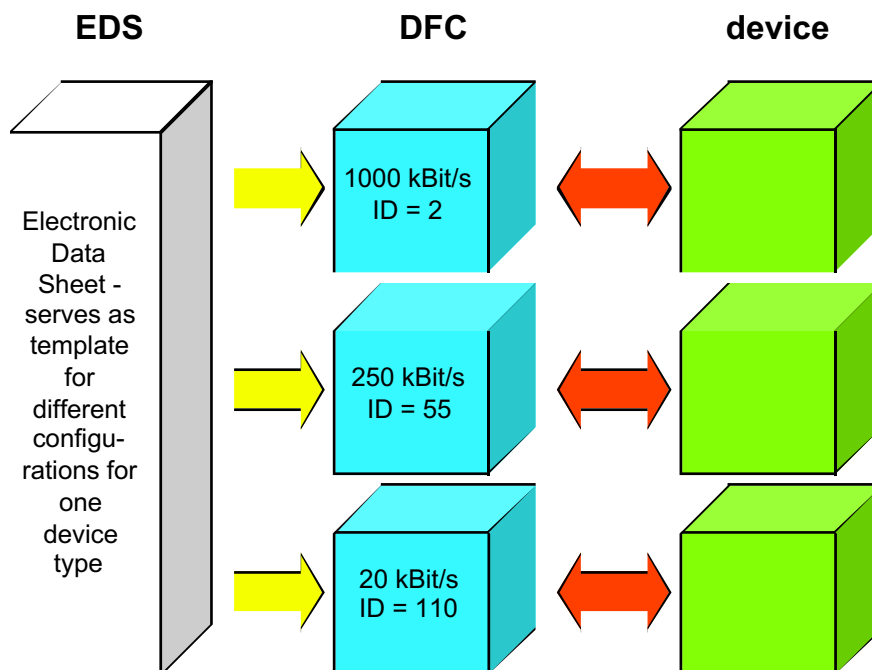 EDS
DFC
device
Electronic
Data
Sheet -
serves as
template
for
different
configu-
rations for
one
device
type
1000 kBit/s
ID = 2
250 kBit/s
ID = 55
20 kBit/s
ID = 110